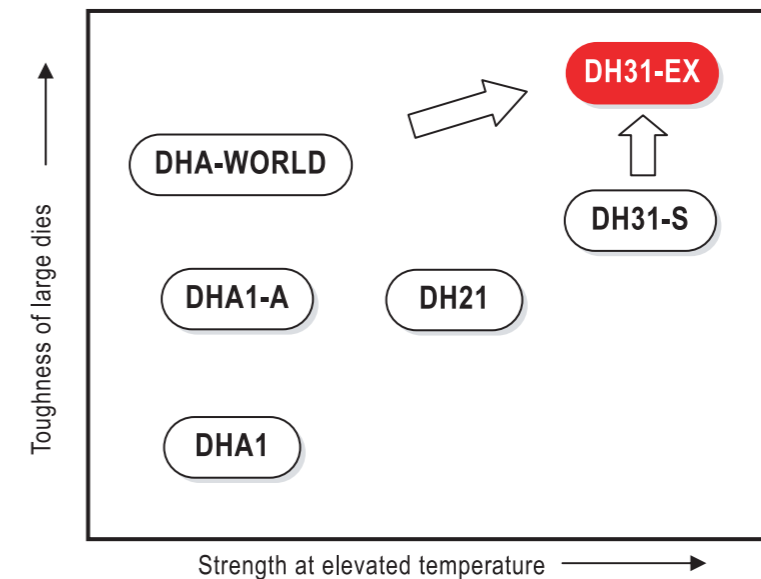 DH31-EX
DHA-WORLD
DH31-S
DHA1-A
DH21
DHA1
Toughness of large dies
Strength at elevated temperature